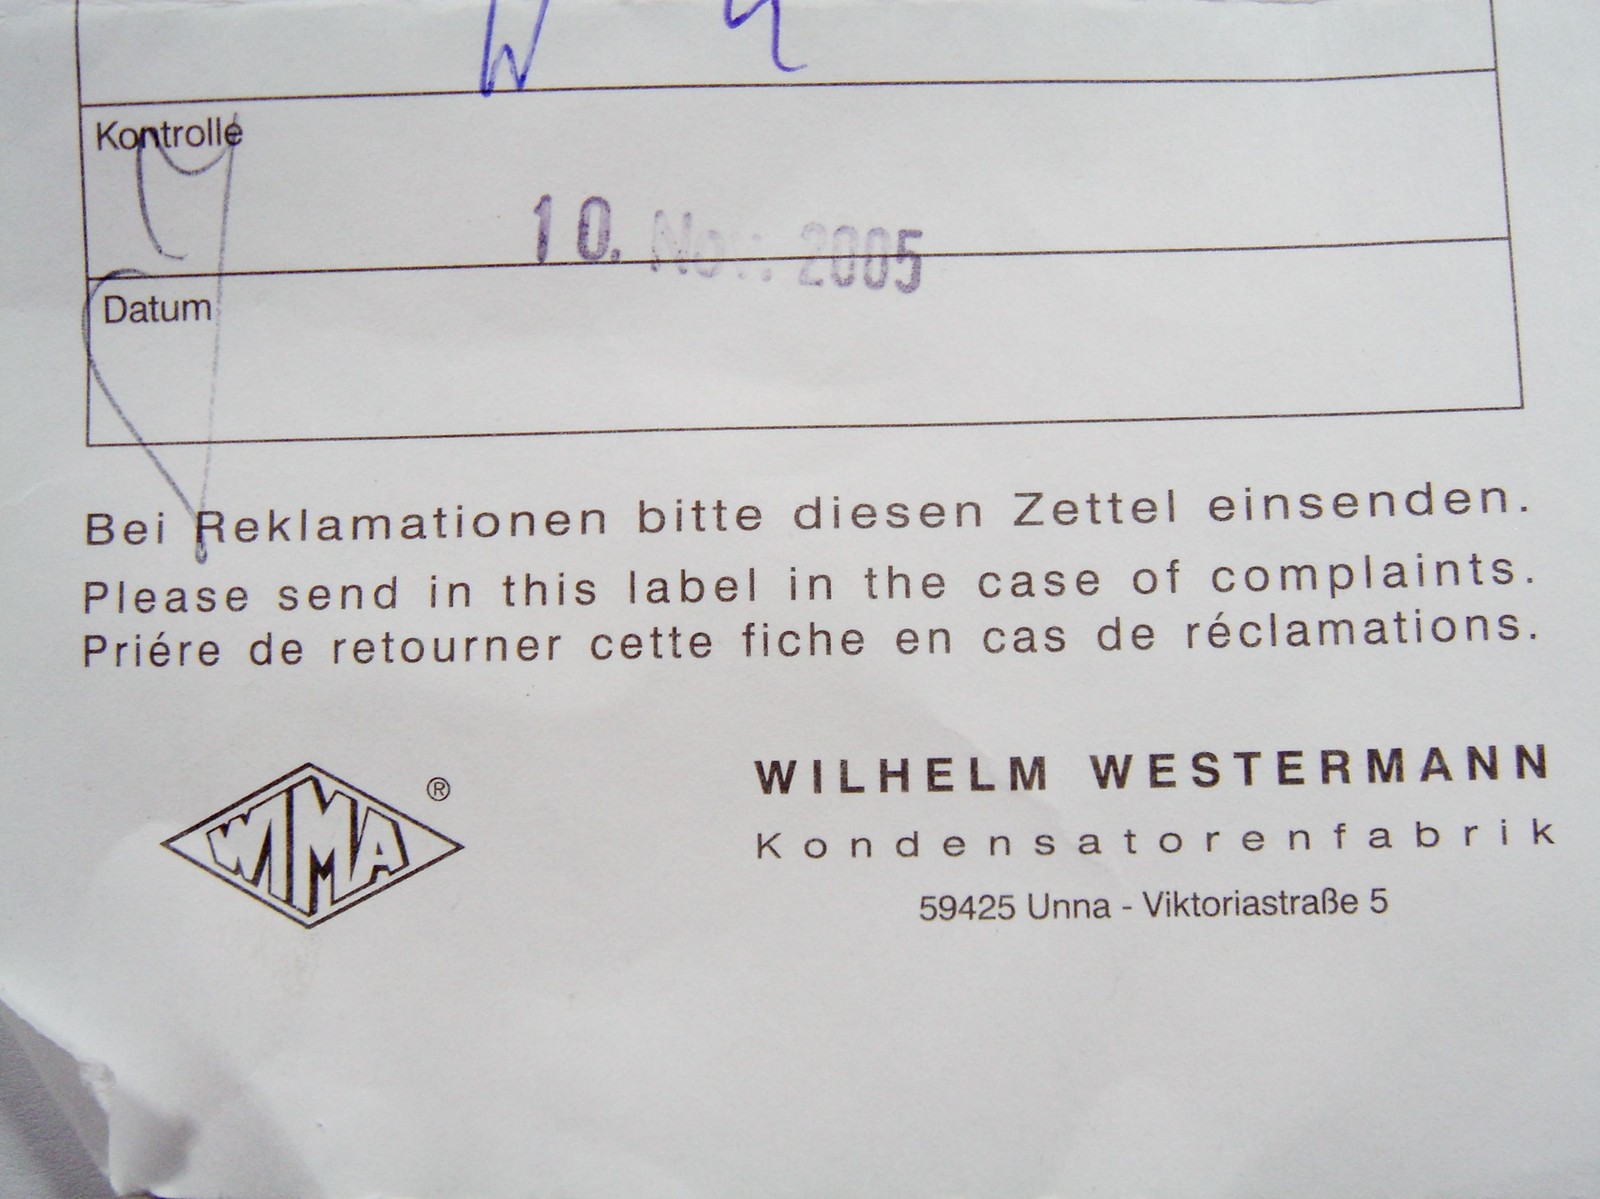 Kontrolle
10. Nov. 2005
Datum
Bei Reklamationen bitte diesen Zettel einsenden.
Please send in this label in the case of complaints.
Priére de retourner cette fiche en cas de réclamations.
WIMA ®
WILHELM WESTERMANN
Kondensatorenfabrik
59425 Unna - Viktoriastraße 5